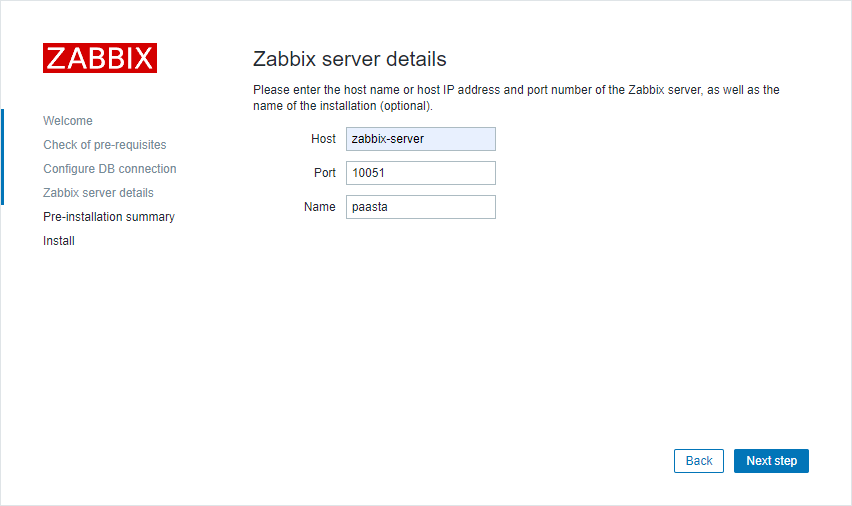 ZABBIX
Welcome
Check of pre-requisites
Configure DB connection
Zabbix server details
Pre-installation summary
Install
Zabbix server details
Please enter the host name or host IP address and port number of the Zabbix server, as well as the
name of the installation (optional).
Host zabbix-server
Port 10051
Name paasta
Back Next step